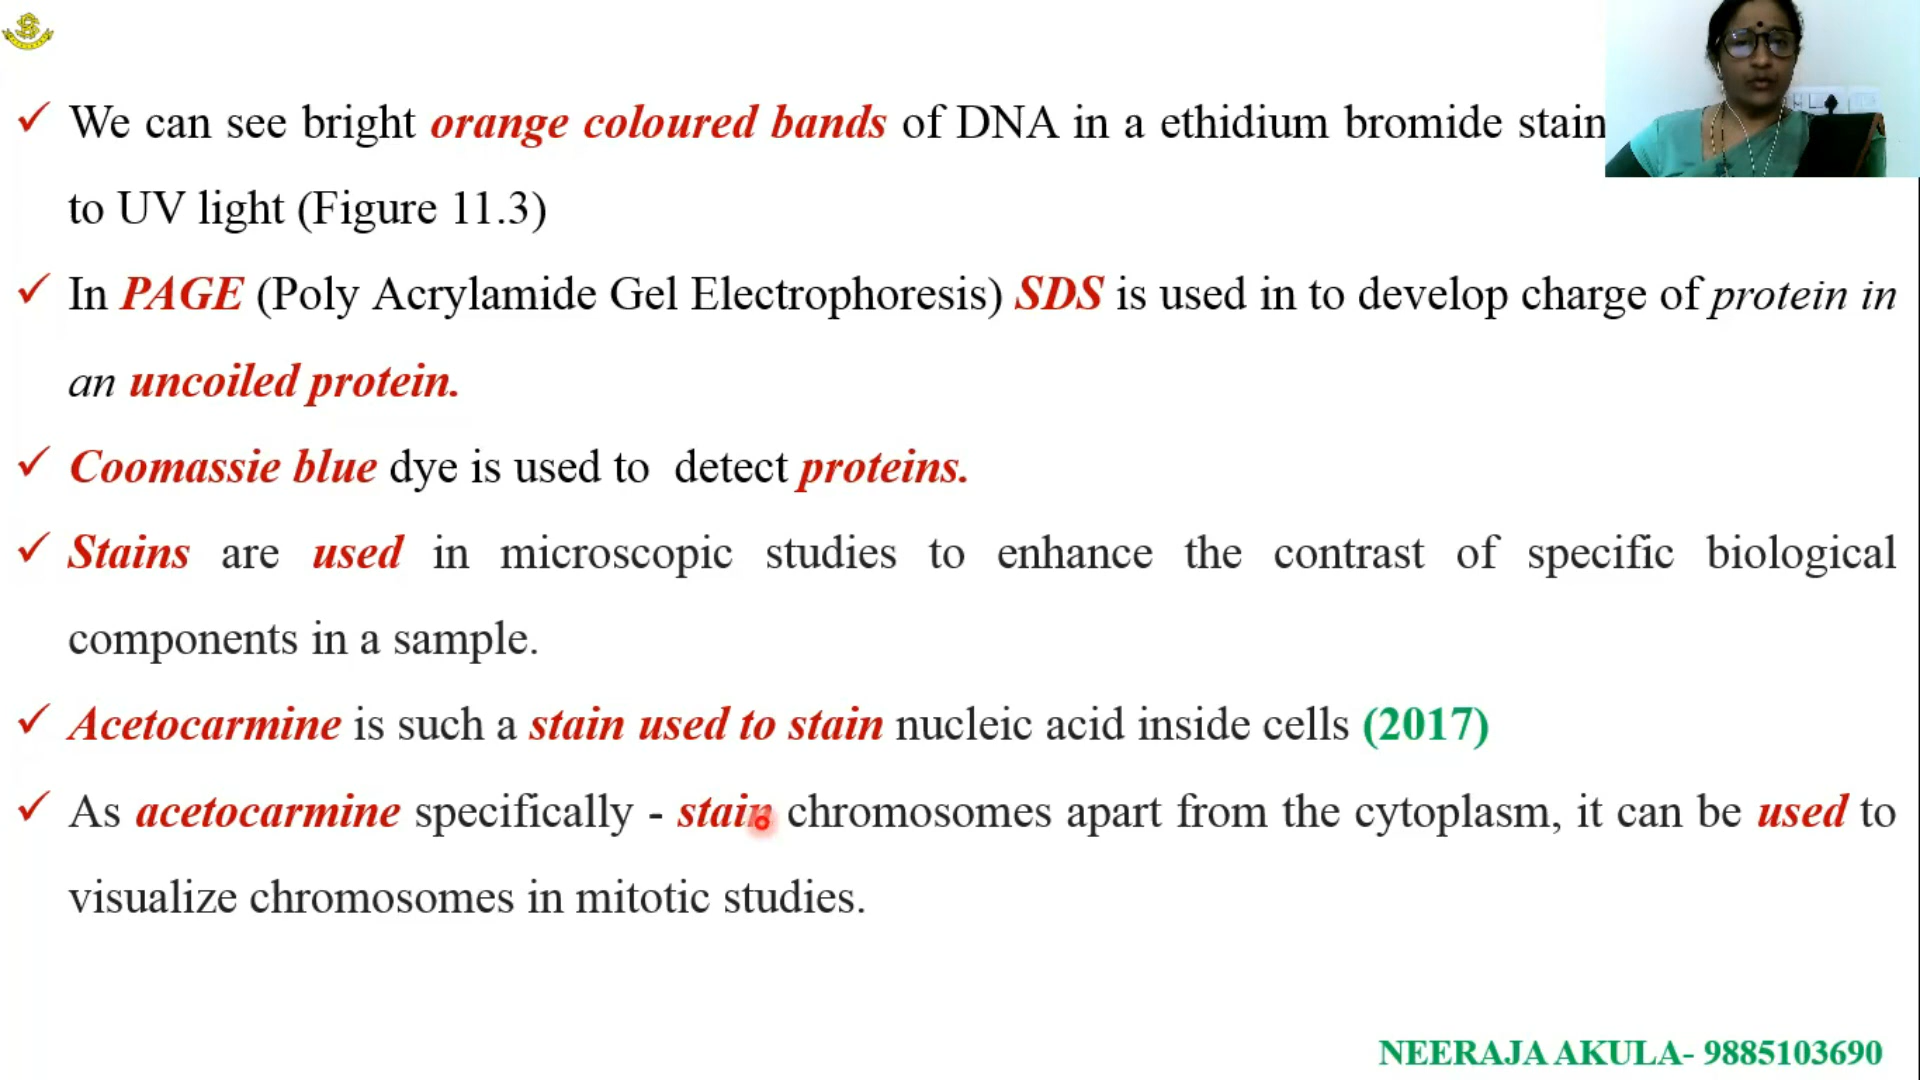 ✓ We can see bright orange coloured bands of DNA in a ethidium bromide stain
to UV light (Figure 11.3)
✓ In PAGE (Poly Acrylamide Gel Electrophoresis) SDS is used in to develop charge of protein in
an uncoiled protein.
✓ Coomassie blue dye is used to detect proteins.
✓ Stains are used in microscopic studies to enhance the contrast of specific biological
components in a sample.
✓ Acetocarmine is such a stain used to stain nucleic acid inside cells (2017)
✓ As acetocarmine specifically - stain chromosomes apart from the cytoplasm, it can be used to
visualize chromosomes in mitotic studies.
NEERAJA AKULA- 9885103690